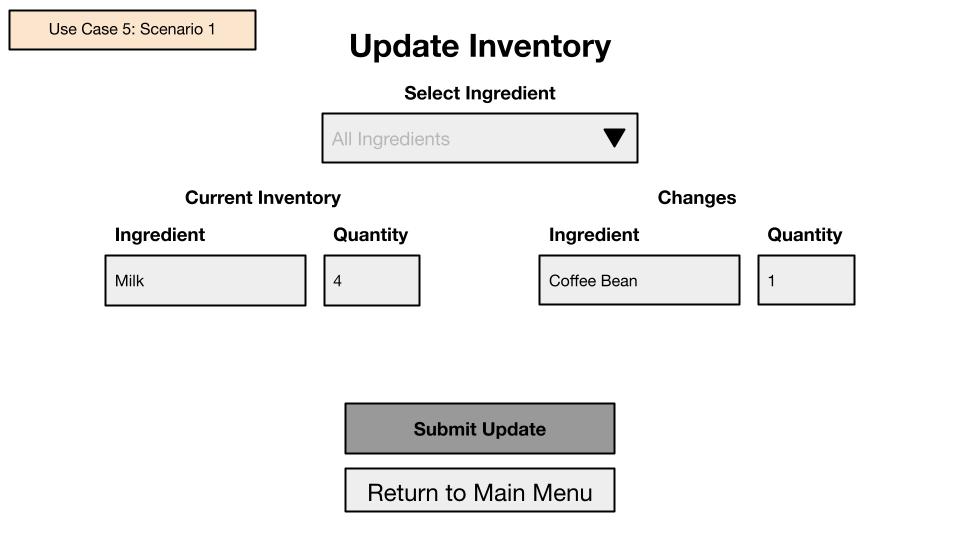 Use Case 5: Scenario 1
Update Inventory
Select Ingredient
All Ingredients
Current Inventory
Changes
Ingredient
Quantity
Ingredient
Quantity
Milk
4
Coffee Bean
1
Submit Update
Return to Main Menu